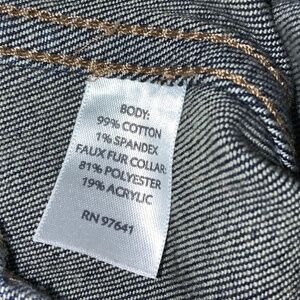 BODY:
99% COTTON
1% SPANDEX
FAUX FUR COLLAR:
81% POLYESTER
19% ACRYLIC
RN 97641